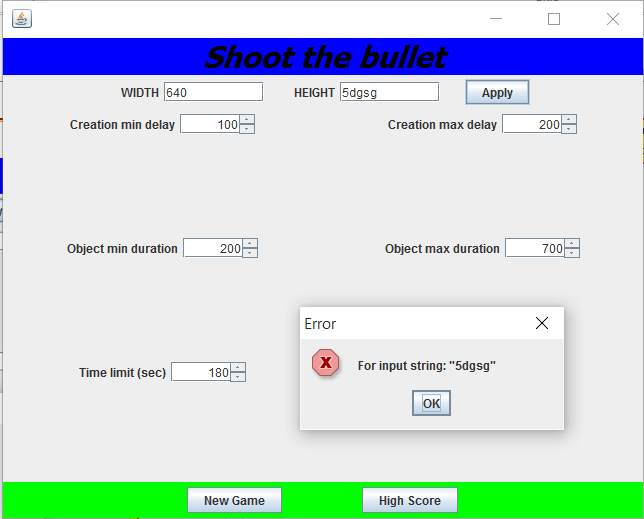 Shoot the bullet
WIDTH 640 HEIGHT 5dgsg Apply
Creation min delay 100 Creation max delay 200
Object min duration 200 Object max duration 700
Error
For input string: "5dgsg"
Time limit (sec) 180
OK
New Game High Score